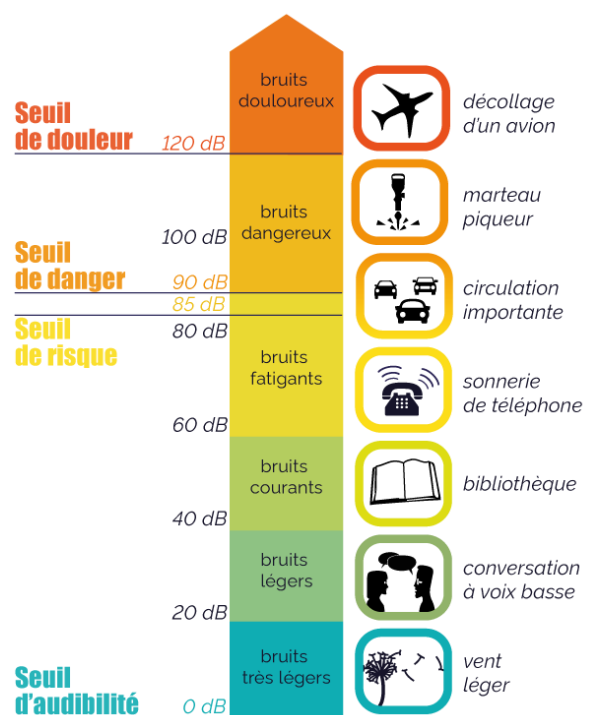 bruits
douloureux
Seuil
de douleur
120 dB
décollage
d'un avion
bruits
dangereux
100 dB
marteau
piqueur
Seuil
de danger
90 dB
85 dB
circulation
importante
Seuil
de risque
80 dB
bruits
fatigants
sonnerie
de téléphone
60 dB
bruits
courants
bibliothèque
40 dB
bruits
légers
conversation
à voix basse
20 dB
bruits
très légers
vent
léger
Seuil
d'audibilité
0 dB